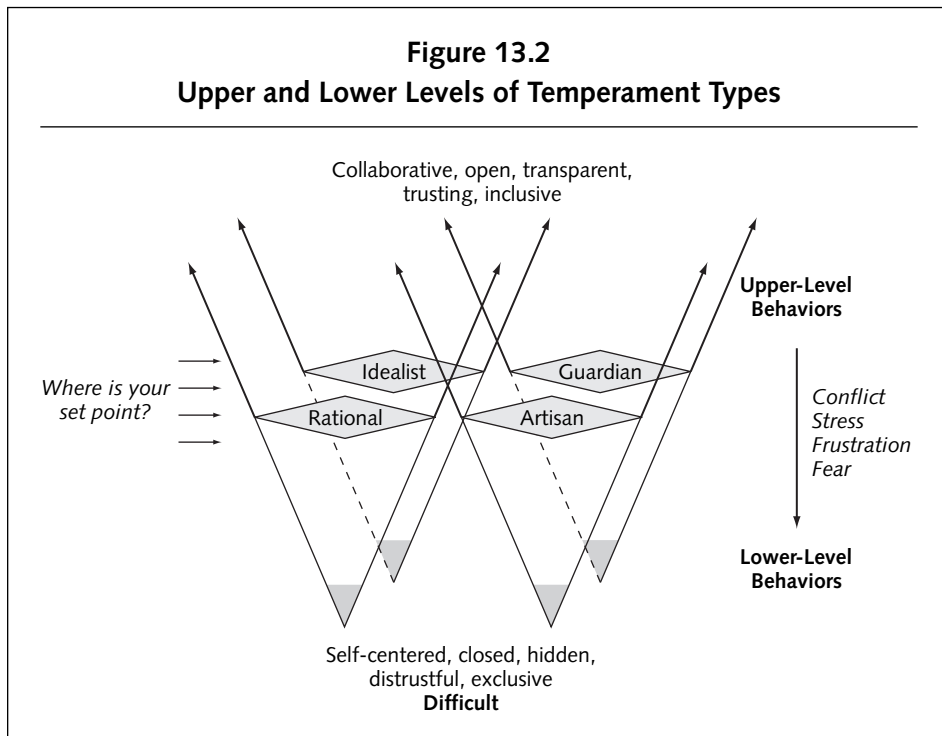 Figure 13.2
Upper and Lower Levels of Temperament Types
Collaborative, open, transparent,
trusting, inclusive
Upper-Level
Behaviors
Idealist
Guardian
Where is your
set point?
Rational
Artisan
Conflict
Stress
Frustration
Fear
Lower-Level
Behaviors
Self-centered, closed, hidden,
distrustful, exclusive
Difficult